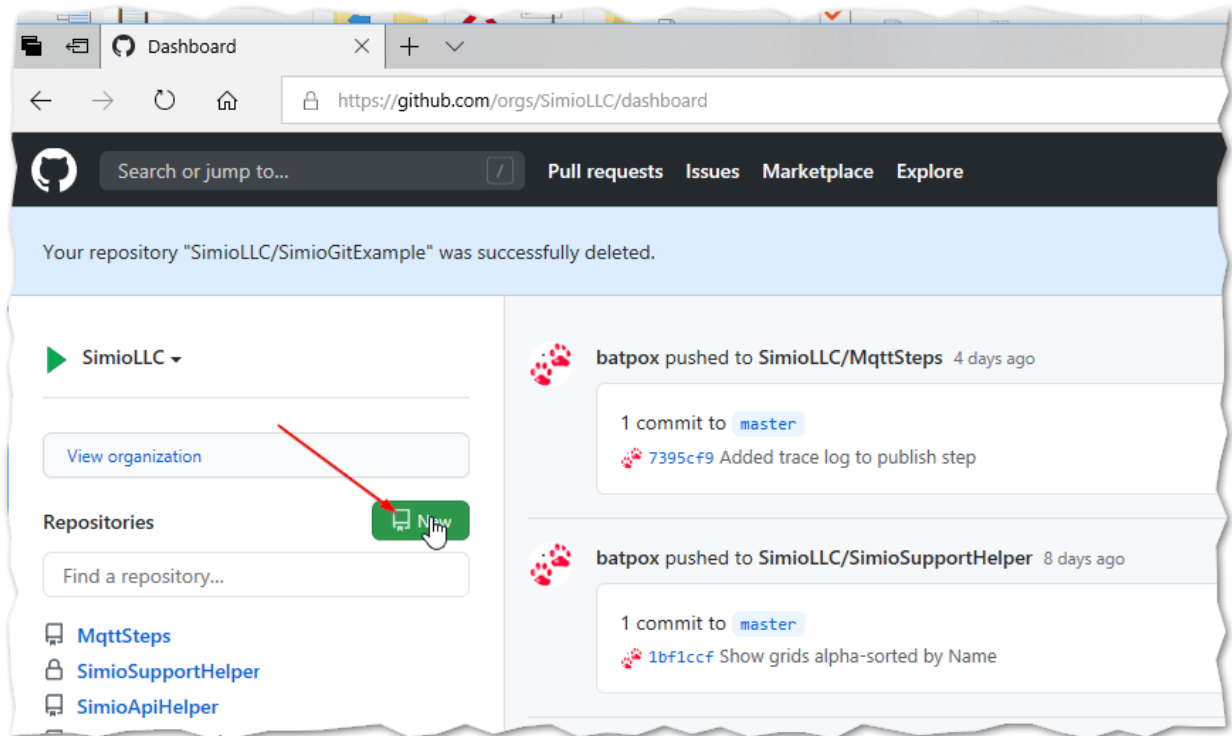 Dashboard
https://github.com/orgs/SimioLLC/dashboard
Search or jump to...
/
Pull requests Issues Marketplace Explore
Your repository "SimioLLC/SimioGitExample" was successfully deleted.
SimioLLC
View organization
Repositories
New
Find a repository...
MqttSteps
SimioSupportHelper
SimioApiHelper
batpox pushed to SimioLLC/MqttSteps 4 days ago
1 commit to master
7395cf9 Added trace log to publish step
batpox pushed to SimioLLC/SimioSupportHelper 8 days ago
1 commit to master
1bf1ccf Show grids alpha-sorted by Name